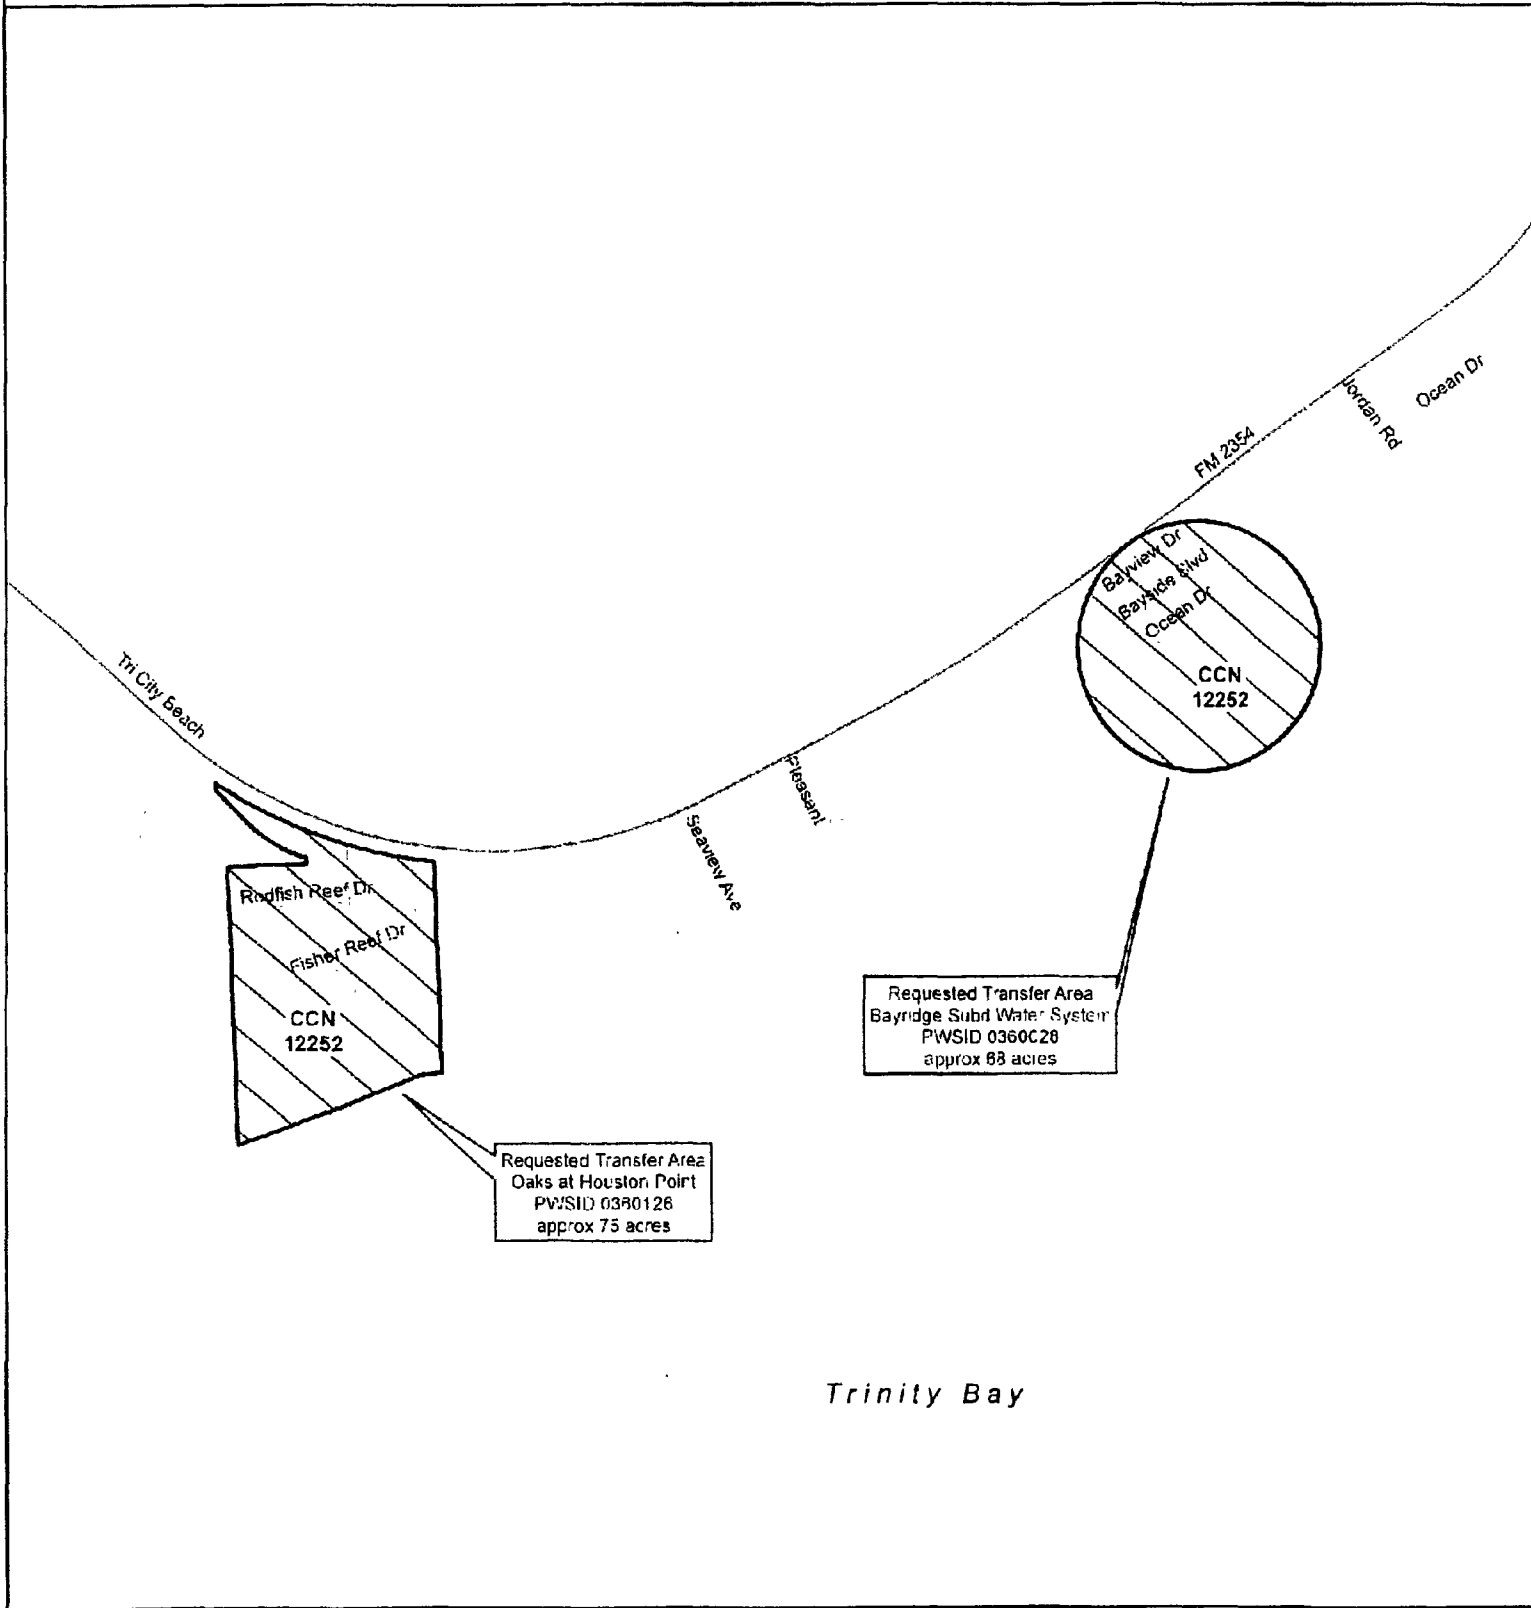 Ocean Dr
Jordan Rd
FM 2354
Bayview Dr
Bayside Blvd
Ocean Dr
CCN
12252
Tri City Beach
Pleasant
Seaview Ave
Redfish Reef Dr
Fisher Reef Dr
CCN
12252
Requested Transfer Area
Bayridge Subd Water System
PWSID 0360028
approx 68 acres
Requested Transfer Area
Oaks at Houston Point
PWSID 0360126
approx 75 acres
Trinity Bay